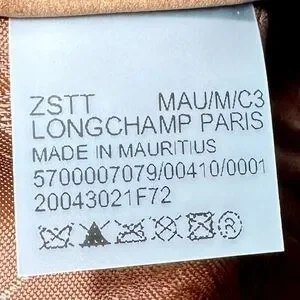 ZSTT MAU/M/C3
LONGCHAMP PARIS
MADE IN MAURITIUS
5700007079/00410/0001
20043021F72
®